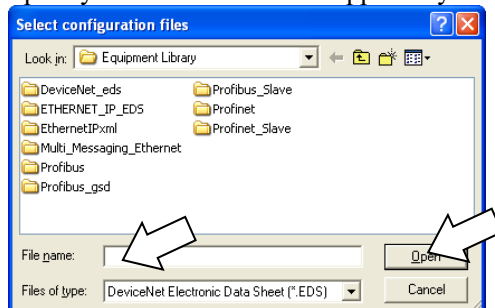 Select configuration files
Look in: Equipment Library
DeviceNet_eds
ETHERNET_IP_EDS
EthernetIPxml
Multi_Messaging_Ethernet
Profibus
Profibus_gsd
Profibus_Slave
Profinet
Profinet_Slave
File name:
Open
Files of type: DeviceNet Electronic Data Sheet (*.EDS)
Cancel